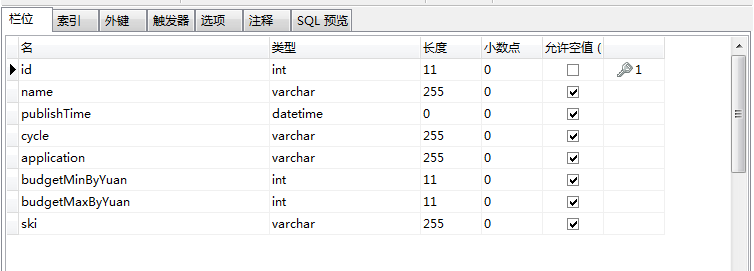 栏位 索引 外键 触发器 选项 注释 SQL 预览
名 类型 长度 小数点 允许空值 (
id int 11 0 1
name varchar 255 0
publishTime datetime 0 0
cycle varchar 255 0
application varchar 255 0
budgetMinByYuan int 11 0
budgetMaxByYuan int 11 0
ski varchar 255 0